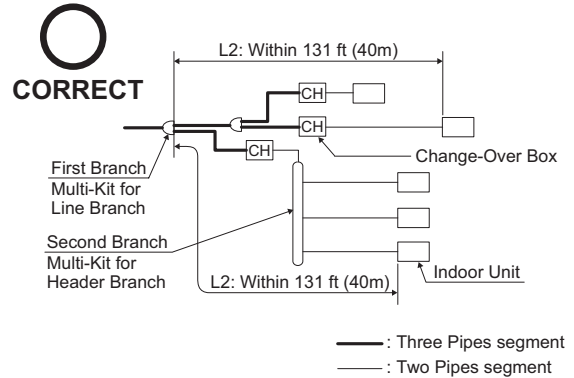 L2: Within 131 ft (40m)
CORRECT
CH
CH
CH
Change-Over Box
First Branch
Multi-Kit for
Line Branch
Second Branch
Multi-Kit for
Header Branch
Indoor Unit
L2: Within 131 ft (40m)
: Three Pipes segment
: Two Pipes segment